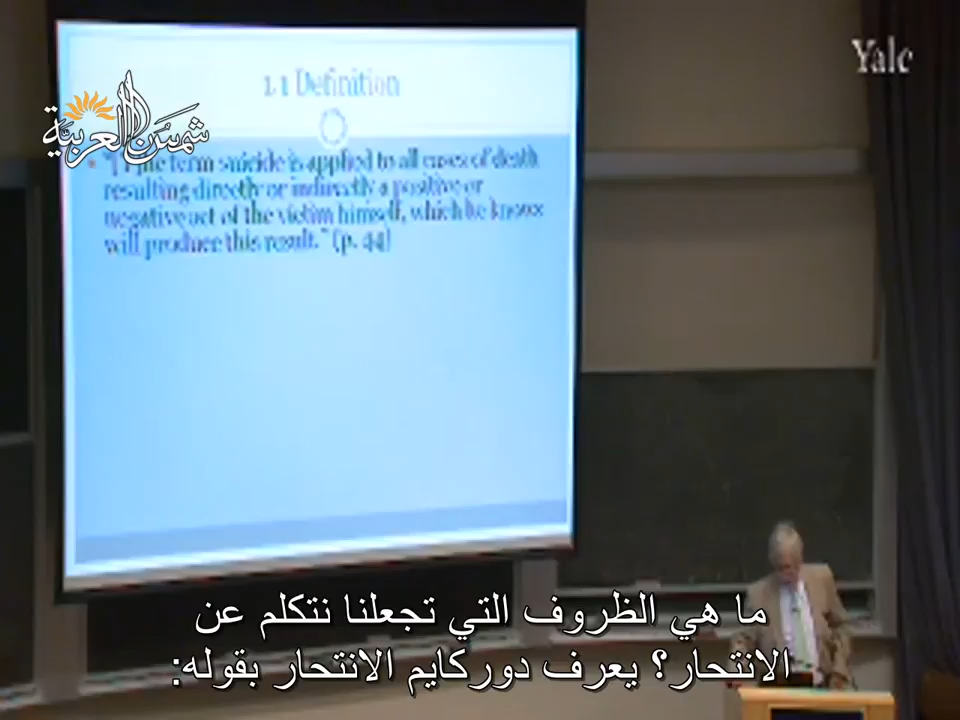 Yale
شمس العربية
1.1 Definition
"[T]he term suicide is applied to all cases of death
resulting directly or indirectly a positive or
negative act of the victim himself, which he knows
will produce this result." (p. 44)
ما هي الظروف التي تجعلنا نتكلم عن
الانتحار؟ يعرف دوركايم الانتحار بقوله: